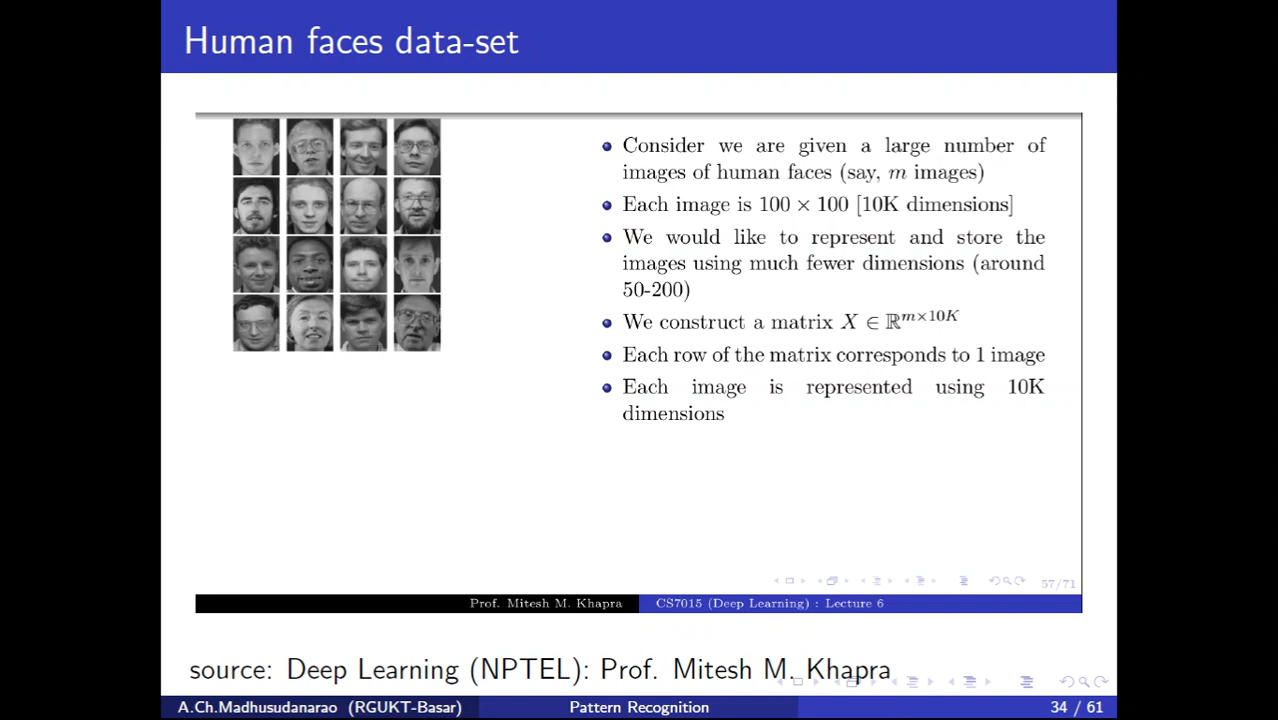 Human faces data-set
Consider we are given a large number of
images of human faces (say, m images)
Each image is 100 × 100 [10K dimensions]
We would like to represent and store the
images using much fewer dimensions (around
50-200)
We construct a matrix X ∈ ℝ^{m×10K}
Each row of the matrix corresponds to 1 image
Each image is represented using 10K
dimensions
57/71
Prof. Mitesh M. Khapra CS7015 (Deep Learning) : Lecture 6
source: Deep Learning (NPTEL): Prof. Mitesh M. Khapra
A.Ch.Madhusudanarao (RGUKT-Basar) Pattern Recognition 34 / 61